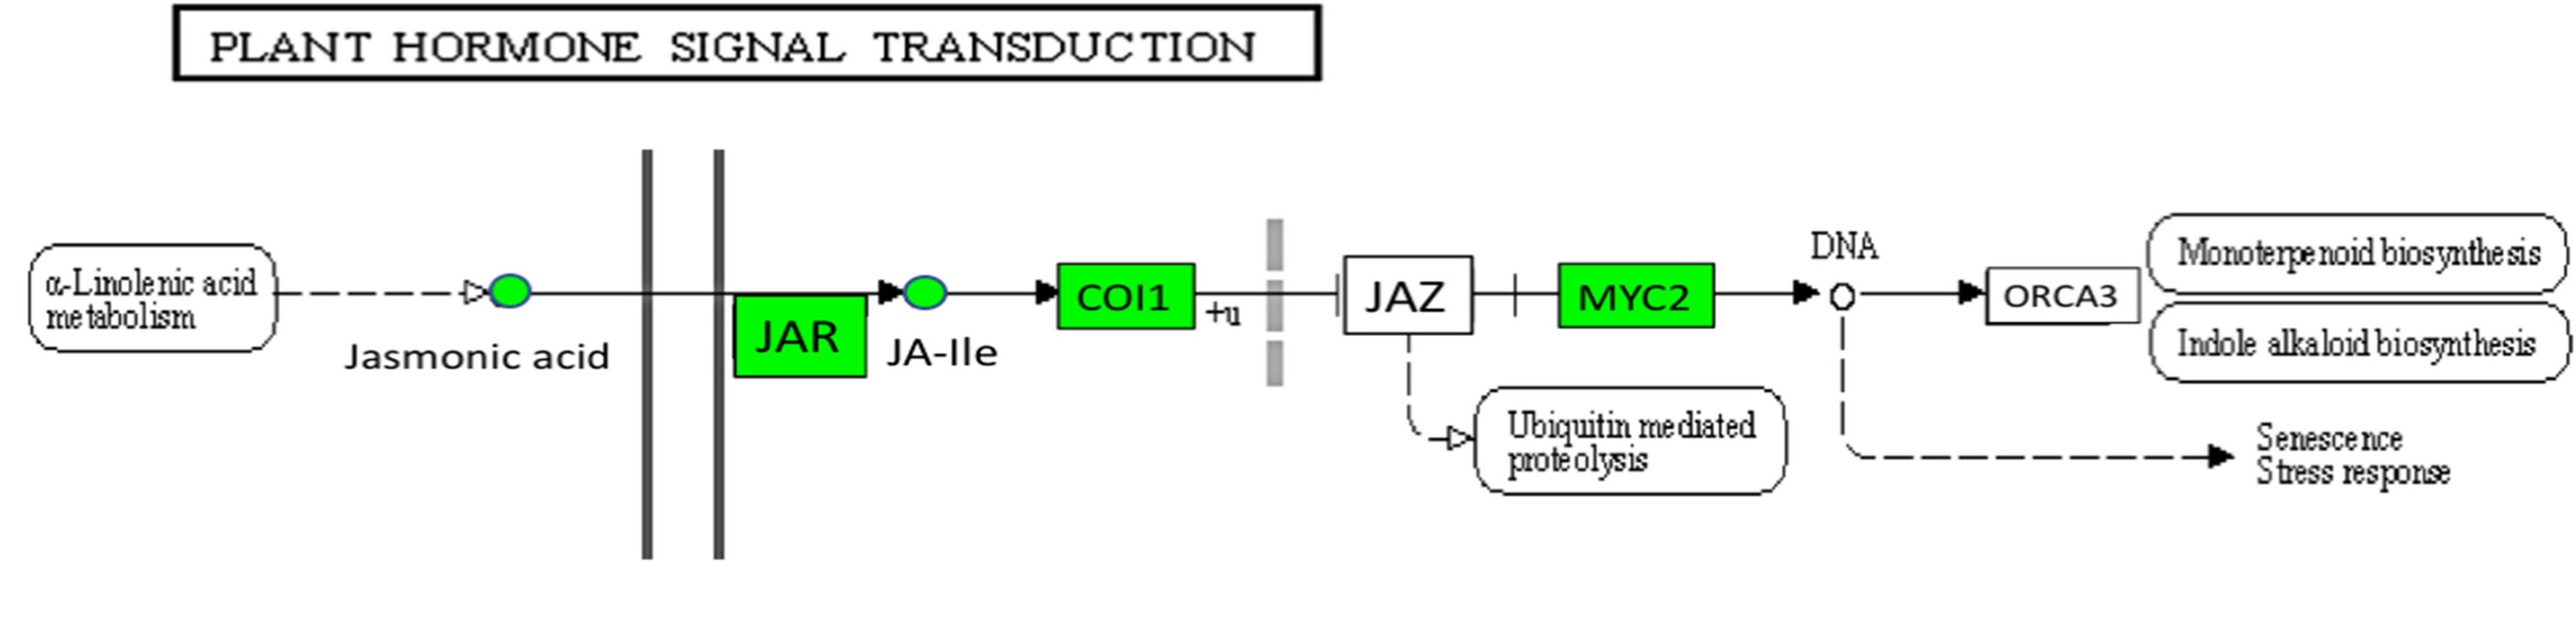 PLANT HORMONE SIGNAL TRANSDUCTION
α-Linolenic acid
metabolism
Jasmonic acid
JAR
JA-Ile
COI1
+u
JAZ
Ubiquitin mediated
proteolysis
MYC2
DNA
ORCA3
Monoterpenoid biosynthesis
Indole alkaloid biosynthesis
Senescence
Stress response